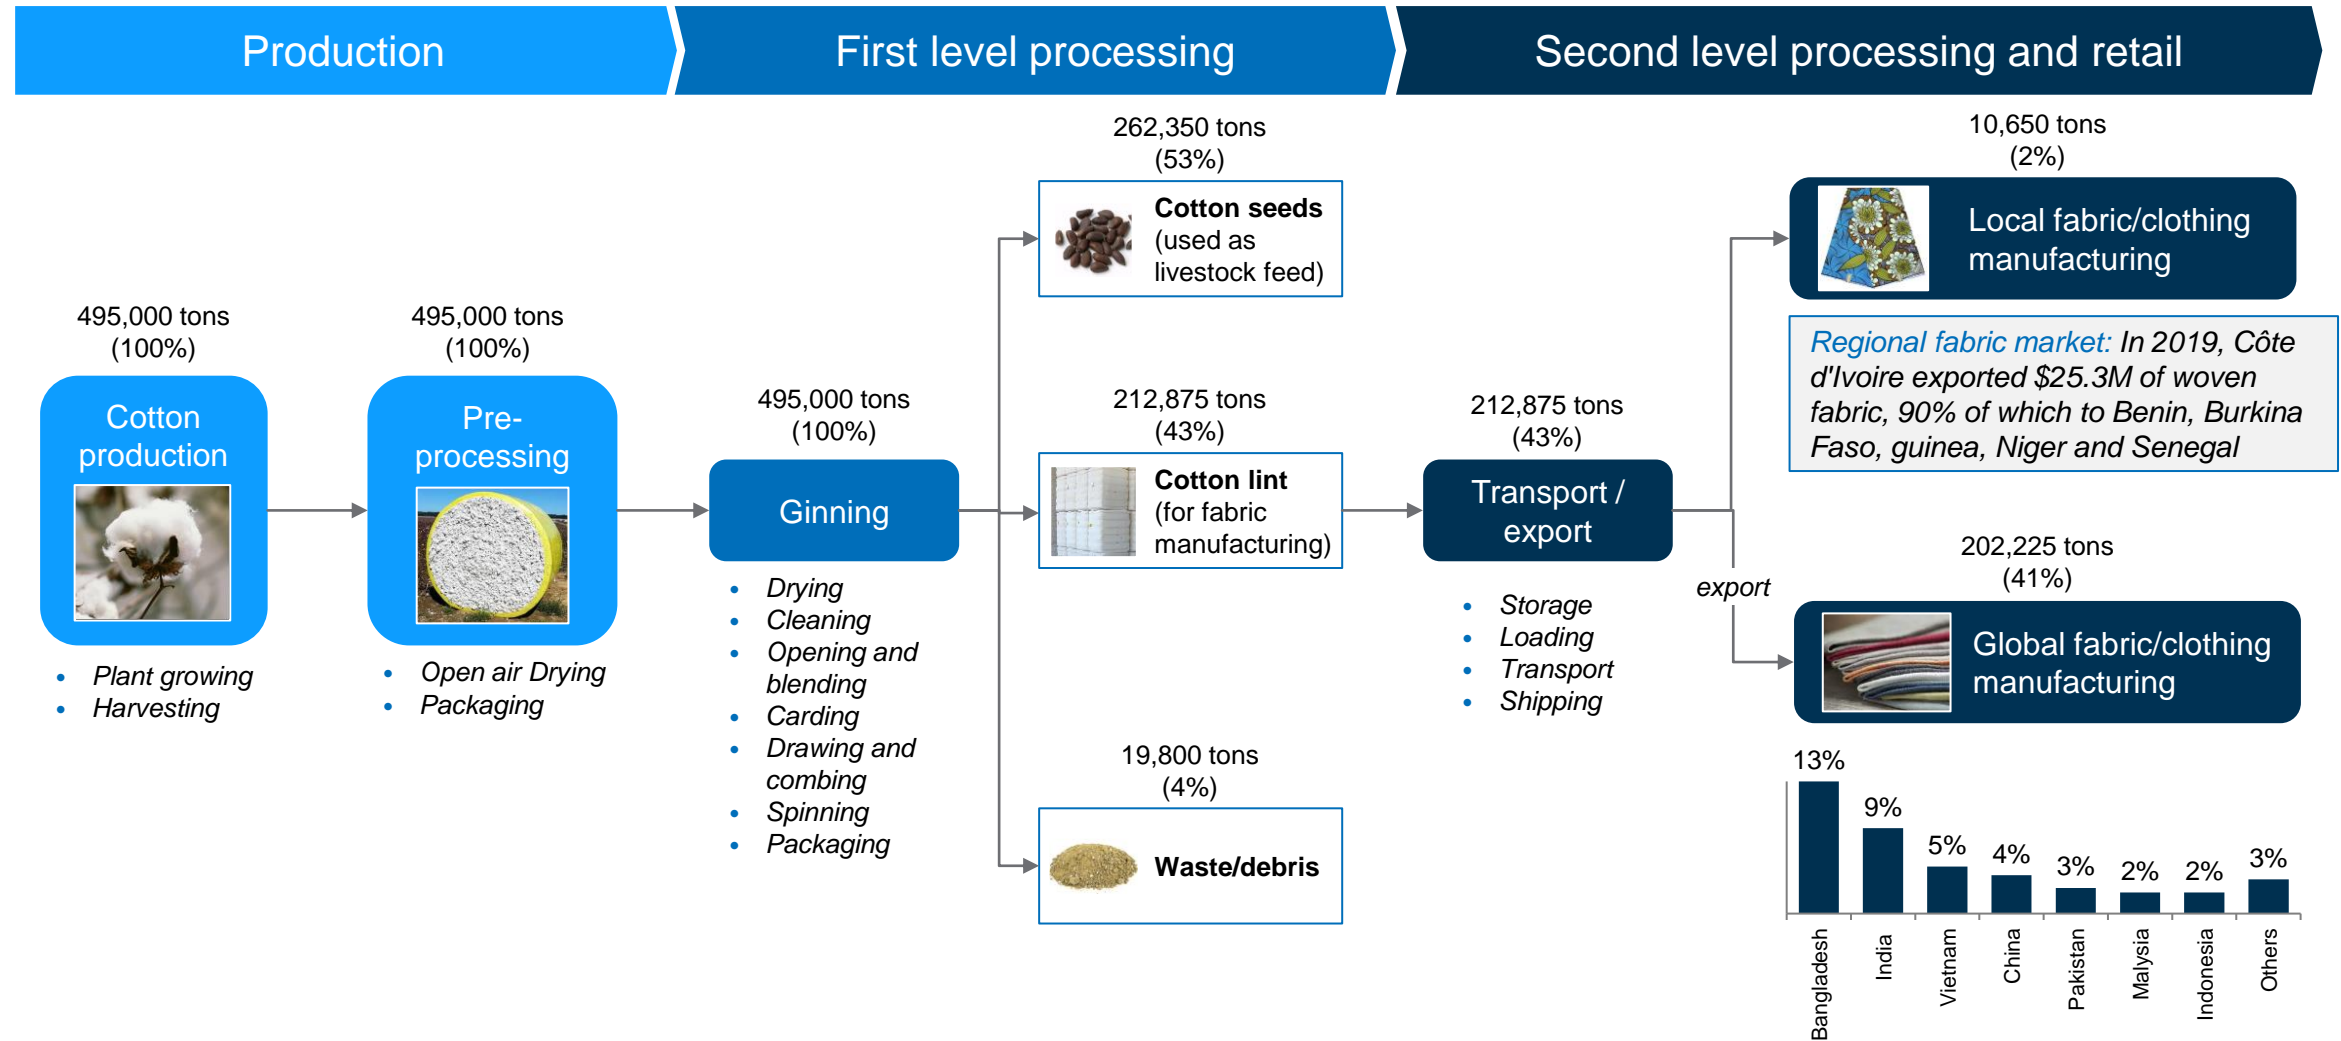 Production
First level processing
Second level processing and retail
495,000 tons
(100%)
Cotton
production
• Plant growing
• Harvesting
495,000 tons
(100%)
Pre-
processing
• Open air Drying
• Packaging
495,000 tons
(100%)
Ginning
• Drying
• Cleaning
• Opening and
blending
• Carding
• Drawing and
combing
• Spinning
• Packaging
262,350 tons
(53%)
Cotton seeds
(used as
livestock feed)
212,875 tons
(43%)
Cotton lint
(for fabric
manufacturing)
19,800 tons
(4%)
Waste/debris
212,875 tons
(43%)
Transport /
export
• Storage
• Loading
• Transport
• Shipping
export
10,650 tons
(2%)
Local fabric/clothing
manufacturing
Regional fabric market: In 2019, Côte
d'Ivoire exported $25.3M of woven
fabric, 90% of which to Benin, Burkina
Faso, guinea, Niger and Senegal
202,225 tons
(41%)
Global fabric/clothing
manufacturing
13%
9%
5%
4%
3%
2%
2%
3%
Bangladesh
India
Vietnam
China
Pakistan
Malysia
Indonesia
Others